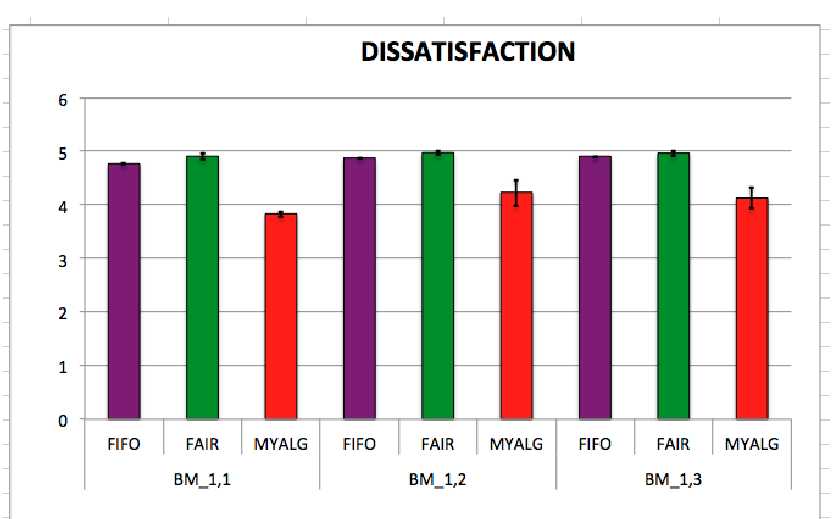 DISSATISFACTION
6
5
4
3
2
1
0
FIFO FAIR MYALG FIFO FAIR MYALG FIFO FAIR MYALG
BM_1,1 BM_1,2 BM_1,3